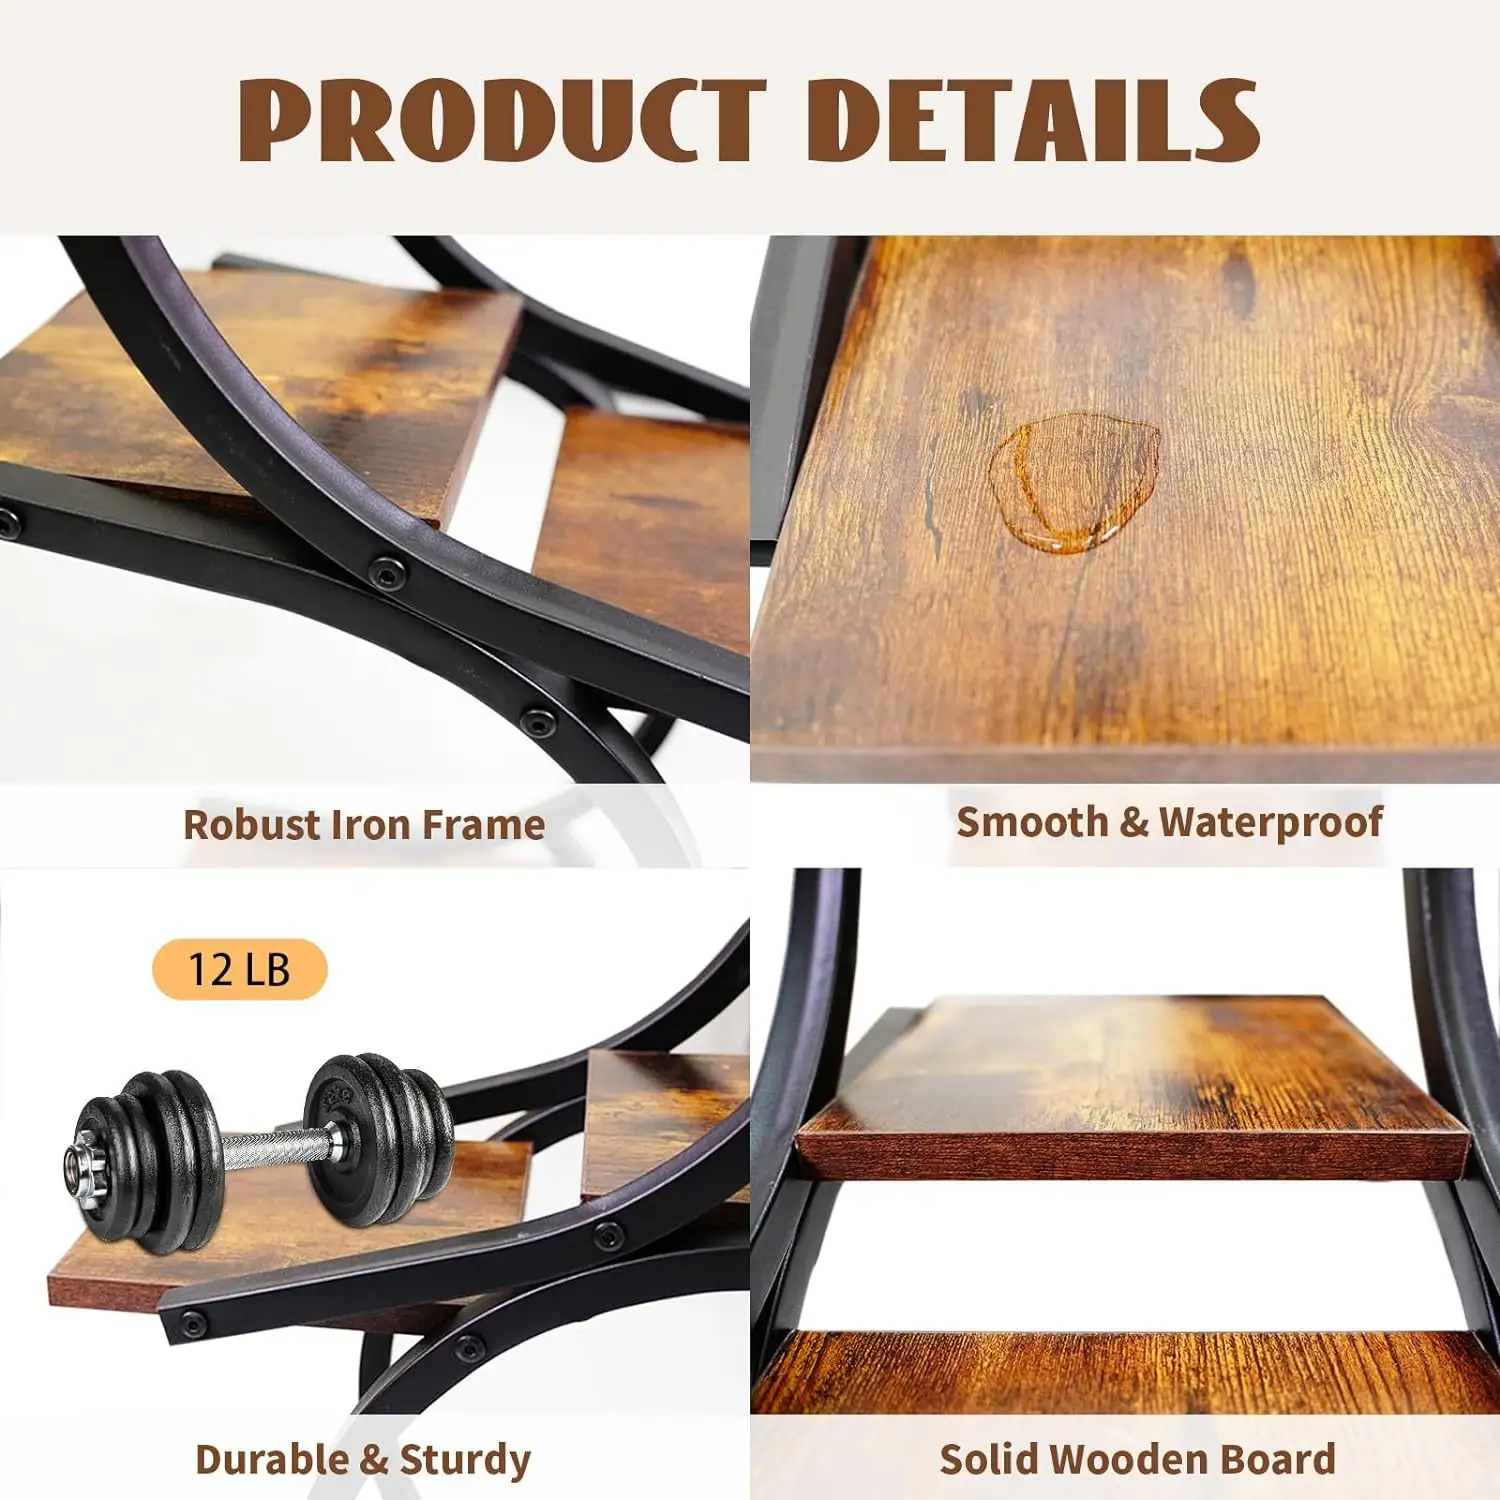 PRODUCT DETAILS
Robust Iron Frame
Smooth & Waterproof
12 LB
Durable & Sturdy
Solid Wooden Board